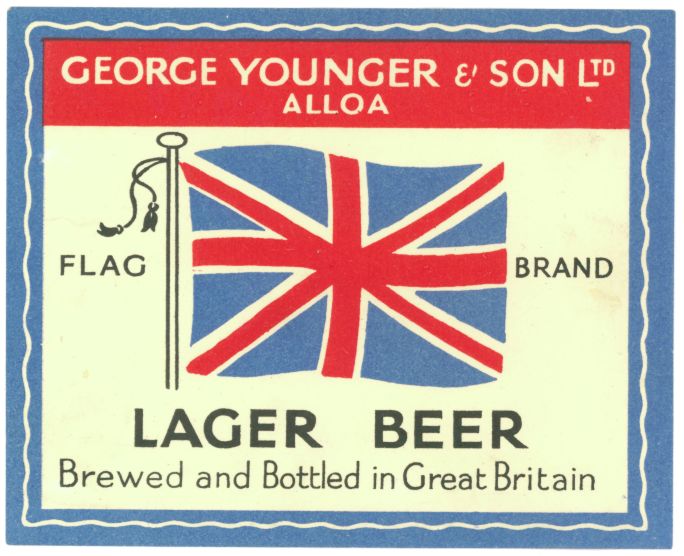 GEORGE YOUNGER & SON LTD
ALLOA
FLAG BRAND
LAGER BEER
Brewed and Bottled in Great Britain